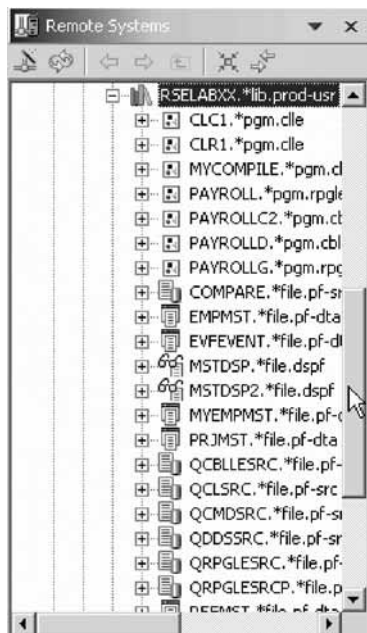 Remote Systems
RSELABXX.*lib.prod-usr
CLC1.*pgm.clle
CLR1.*pgm.clle
MYCOMPILE.*pgm.cl
PAYROLL.*pgm.rpgle
PAYROLLC2.*pgm.cb
PAYROLLD.*pgm.cbl
PAYROLLG.*pgm.rpg
COMPARE.*file.pf-sr
EMPMST.*file.pf-dta
EVFEVENT.*file.pf-dt
MSTDSP.*file.dspf
MSTDSP2.*file.dspf
MYEMPMST.*file.pf-d
PRJMST.*file.pf-dta
QCBLLESRC.*file.pf-
QCLSRC.*file.pf-src
QCMDSRC.*file.pf-sr
QDDSSRC.*file.pf-sr
QRPGLESRC.*file.pf-
QRPGLESRCP.*file.p